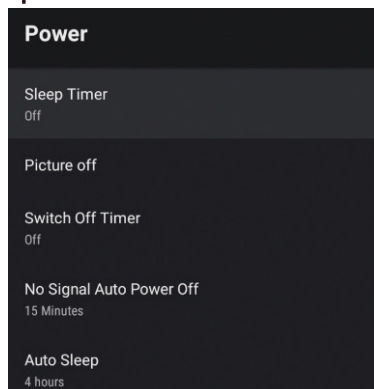 Power
Sleep Timer
Off
Picture off
Switch Off Timer
Off
No Signal Auto Power Off
15 Minutes
Auto Sleep
4 hours